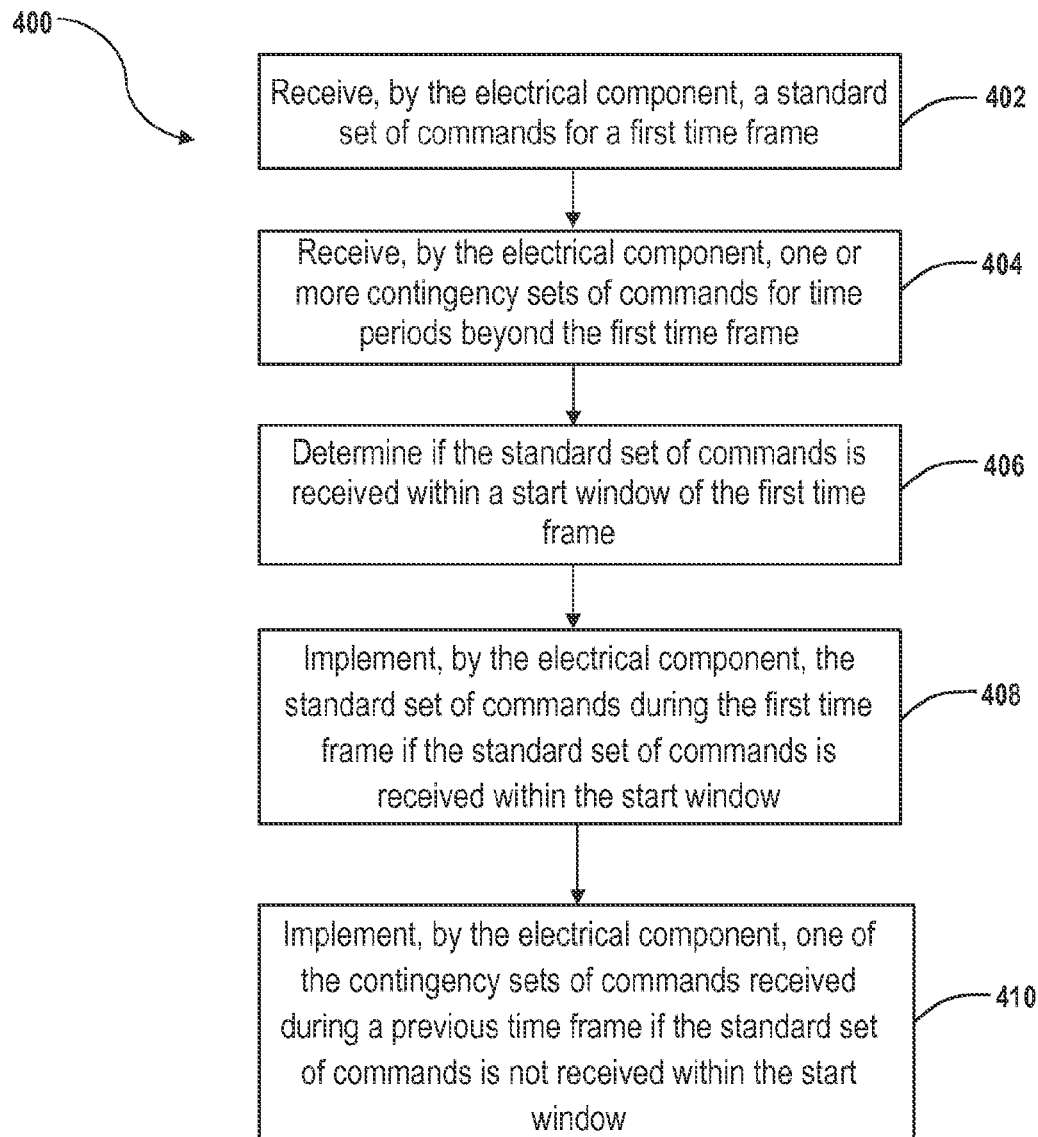 400
Receive, by the electrical component, a standard
set of commands for a first time frame
402
Receive, by the electrical component, one or
more contingency sets of commands for time
periods beyond the first time frame
404
Determine if the standard set of commands is
received within a start window of the first time
frame
406
Implement, by the electrical component, the
standard set of commands during the first time
frame if the standard set of commands is
received within the start window
408
Implement, by the electrical component, one of
the contingency sets of commands received
during a previous time frame if the standard set
of commands is not received within the start
window
410